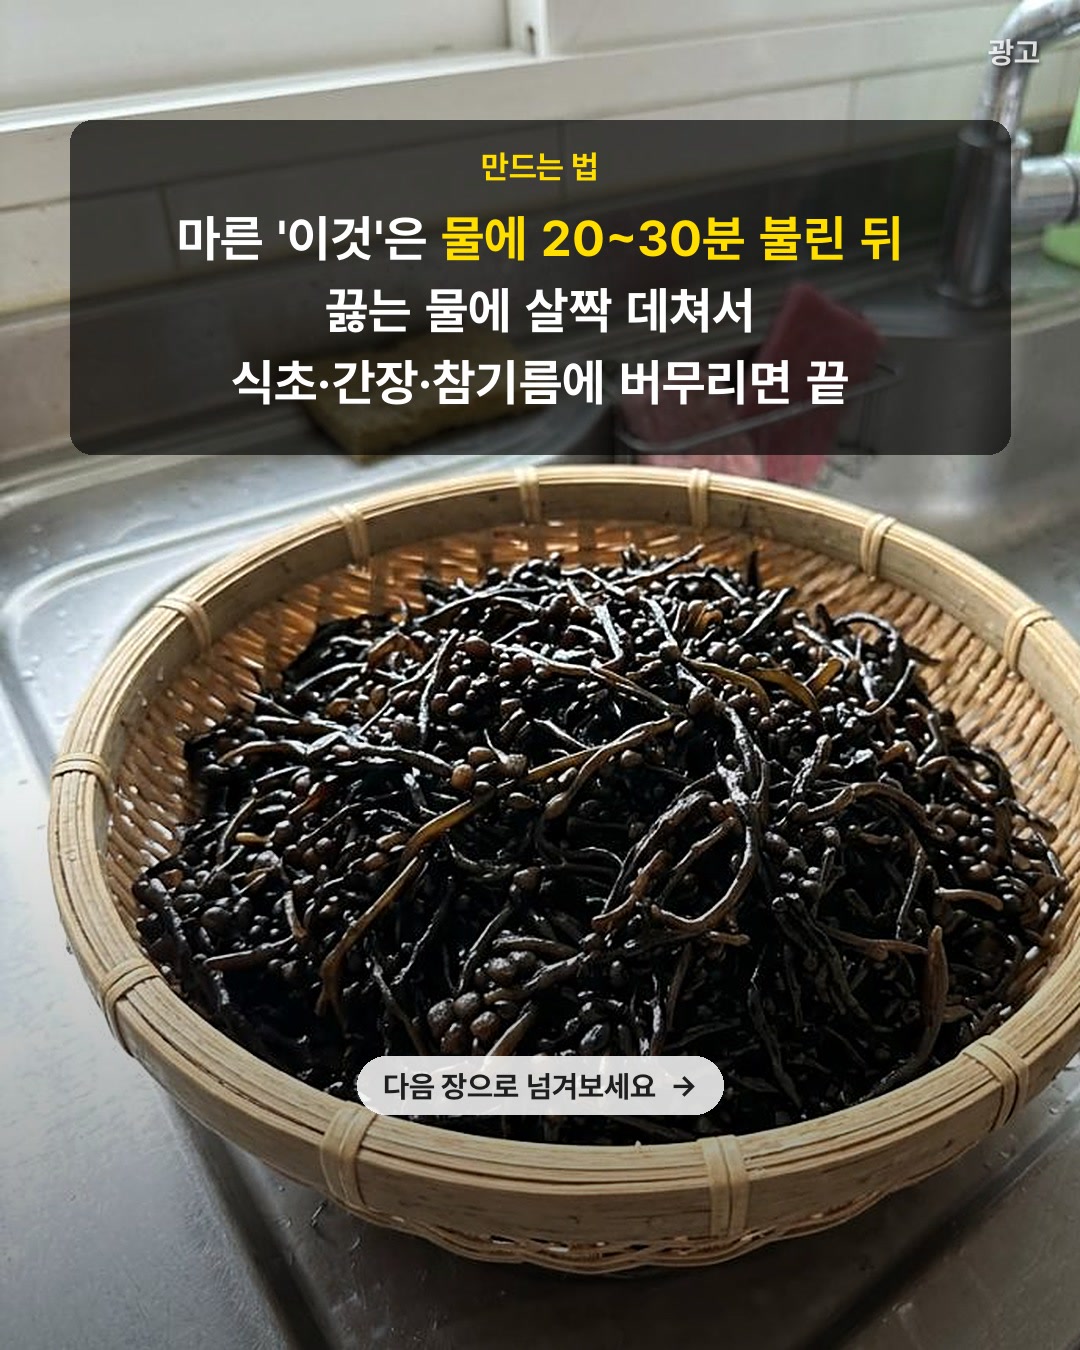 광고
만드는 법
마른 '이것'은 물에 20~30분 불린 뒤
끓는 물에 살짝 데쳐서
식초·간장·참기름에 버무리면 끝
다음 장으로 넘겨보세요 →